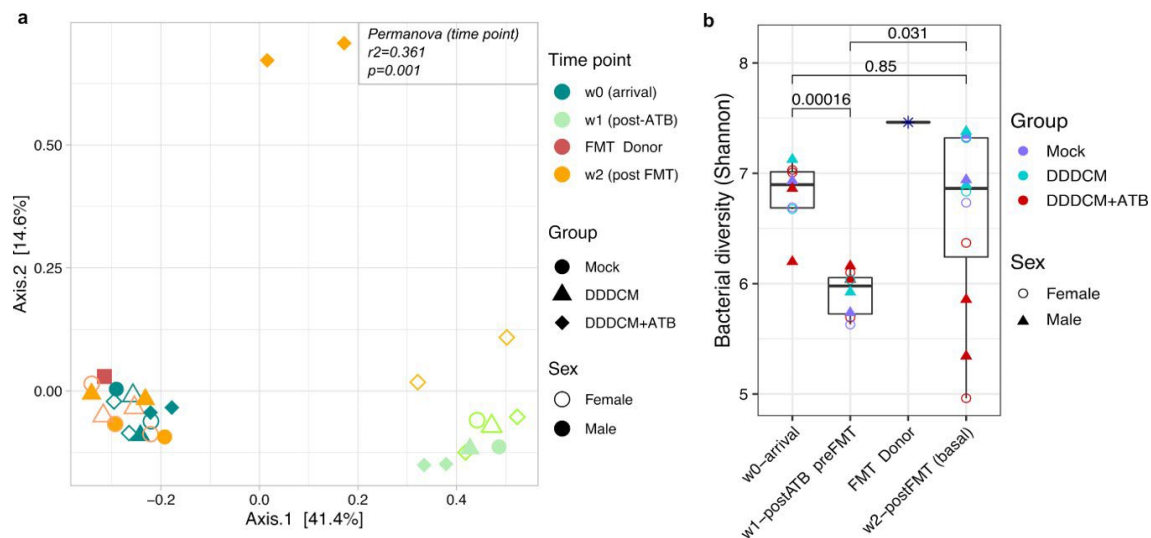 a
Permanova (time point)
r2=0.361
p=0.001
0.50
0.25
0.00
−0.2
0.0
0.2
0.4
Axis.2 [14.6%]
Axis.1 [41.4%]
Time point
w0 (arrival)
w1 (post-ATB)
FMT Donor
w2 (post FMT)
Group
Mock
DDDCM
DDDCM+ATB
Sex
Female
Male
b
0.031
0.85
0.00016
8
7
6
5
Bacterial diversity (Shannon)
w0−arrival
w1−postATB preFMT
FMT Donor
w2−postFMT (basal)
Group
Mock
DDDCM
DDDCM+ATB
Sex
Female
Male